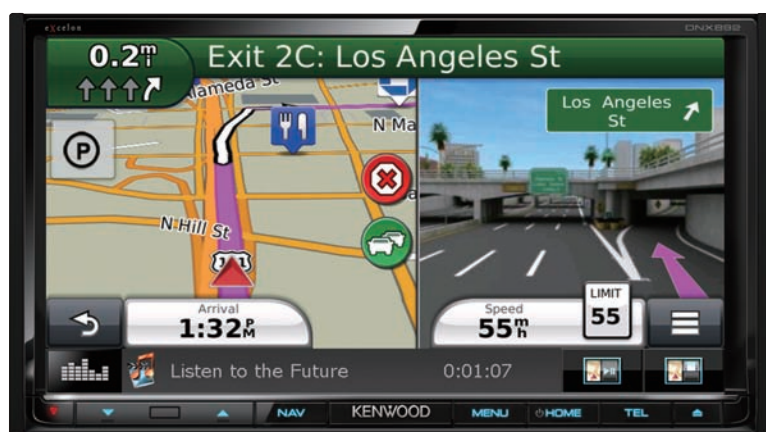 eXcelon
DNX892
0.2mi
Exit 2C: Los Angeles St
Alameda St
N Ma
P
N Hill St
101
Los Angeles
St
Arrival
1:32PM
Speed
55mh
LIMIT
55
Listen to the Future
0:01:07
NAV
KENWOOD
MENU
HOME
TEL